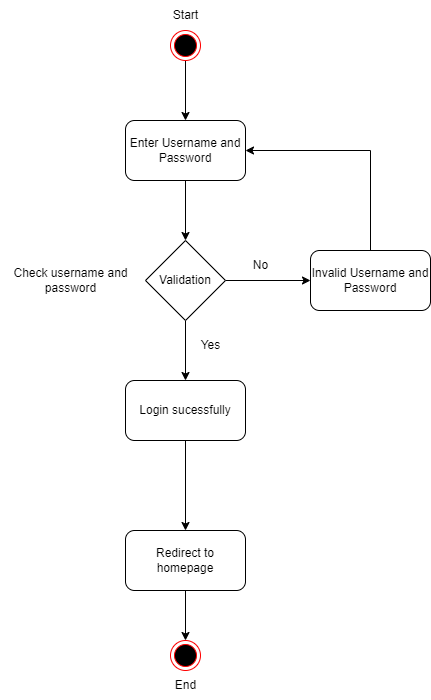 Start
Enter Username and
Password
Check username and
password
Validation
No
Invalid Username and
Password
Yes
Login sucessfully
Redirect to
homepage
End